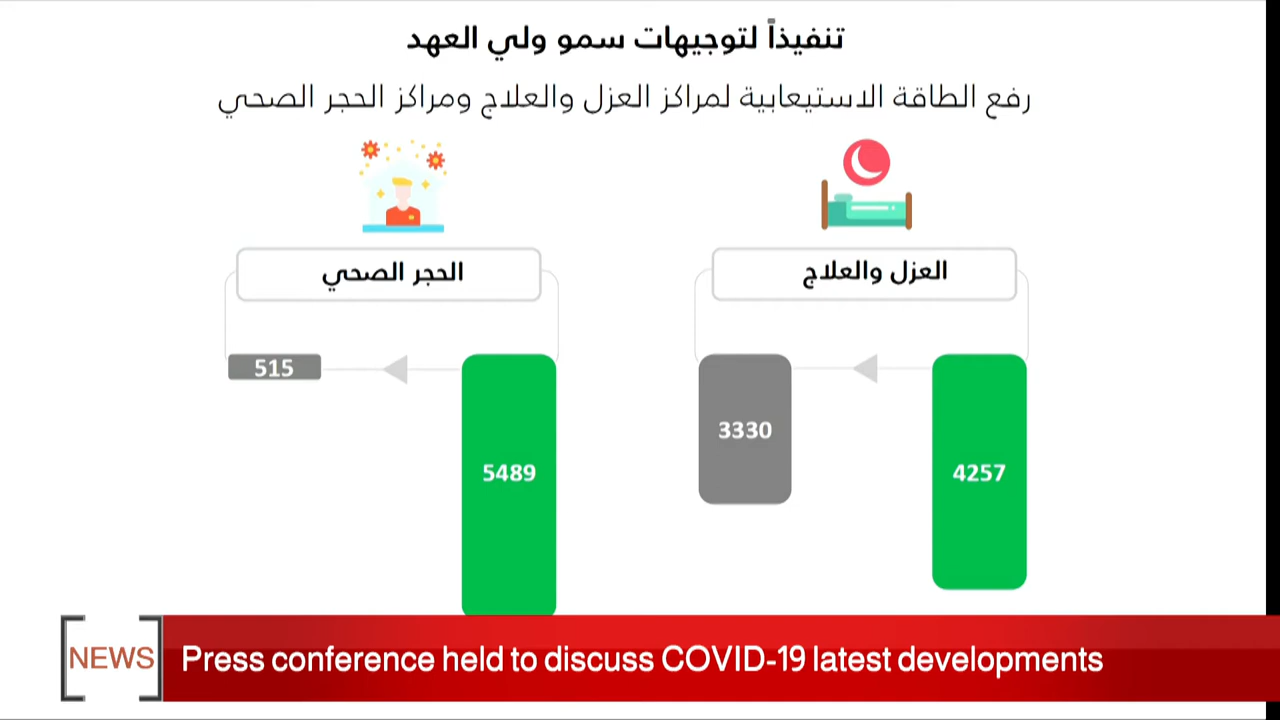 تنفيذاً لتوجيهات سمو ولي العهد
رفع الطاقة الاستيعابية لمراكز العزل والعلاج ومراكز الحجر الصحي
العزل والعلاج
الحجر الصحي
4257
3330
5489
515
NEWS
Press conference held to discuss COVID-19 latest developments